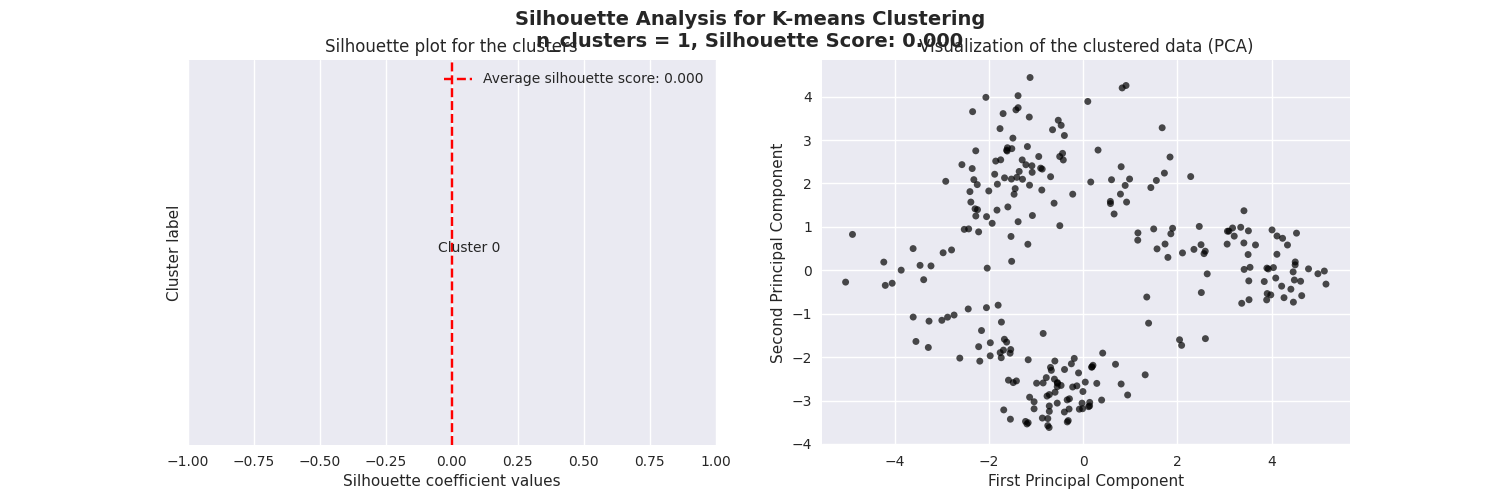 Silhouette Analysis for K-means Clustering
n_clusters = 1, Silhouette Score: 0.000
Silhouette plot for the clusters
Average silhouette score: 0.000
Cluster 0
Cluster label
−1.00 −0.75 −0.50 −0.25 0.00 0.25 0.50 0.75 1.00
Silhouette coefficient values
Visualization of the clustered data (PCA)
Second Principal Component
4
3
2
1
0
−1
−2
−3
−4
−4 −2 0 2 4
First Principal Component